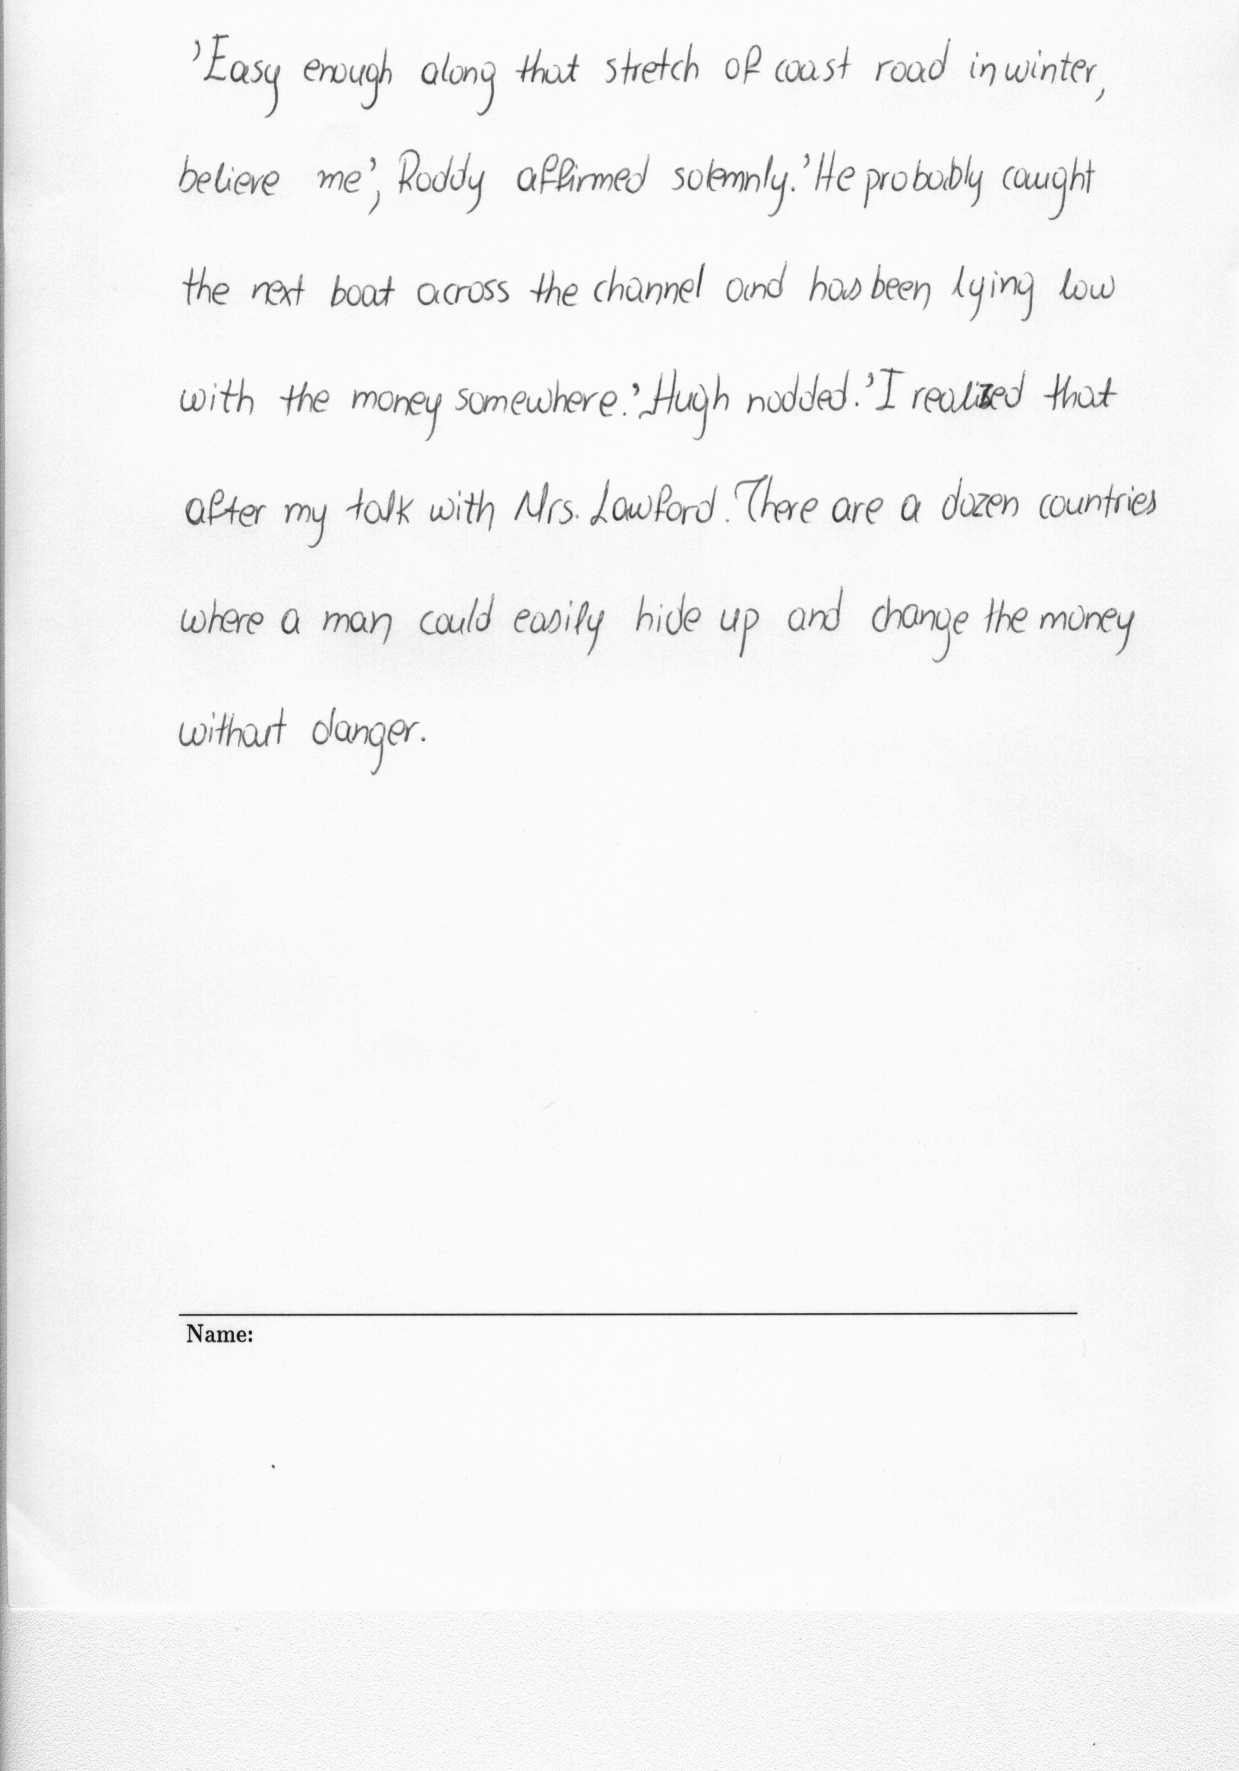 'Easy enough along that stretch of coast road in winter,
believe me', Roddy affirmed solemnly. 'He probably caught
the next boat across the channel and has been lying low
with the money somewhere.' Hugh nodded. 'I realized that
after my talk with Mrs. Lawford. There are a dozen countries
where a man could easily hide up and change the money
without danger.
Name: